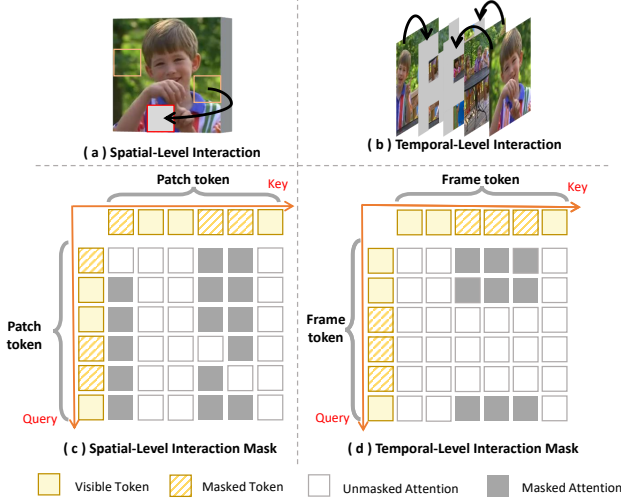 ( a ) Spatial-Level Interaction
( b ) Temporal-Level Interaction
Patch token
Key
Patch
token
Query
( c ) Spatial-Level Interaction Mask
Frame token
Key
Frame
token
Query
( d ) Temporal-Level Interaction Mask
Visible Token
Masked Token
Unmasked Attention
Masked Attention